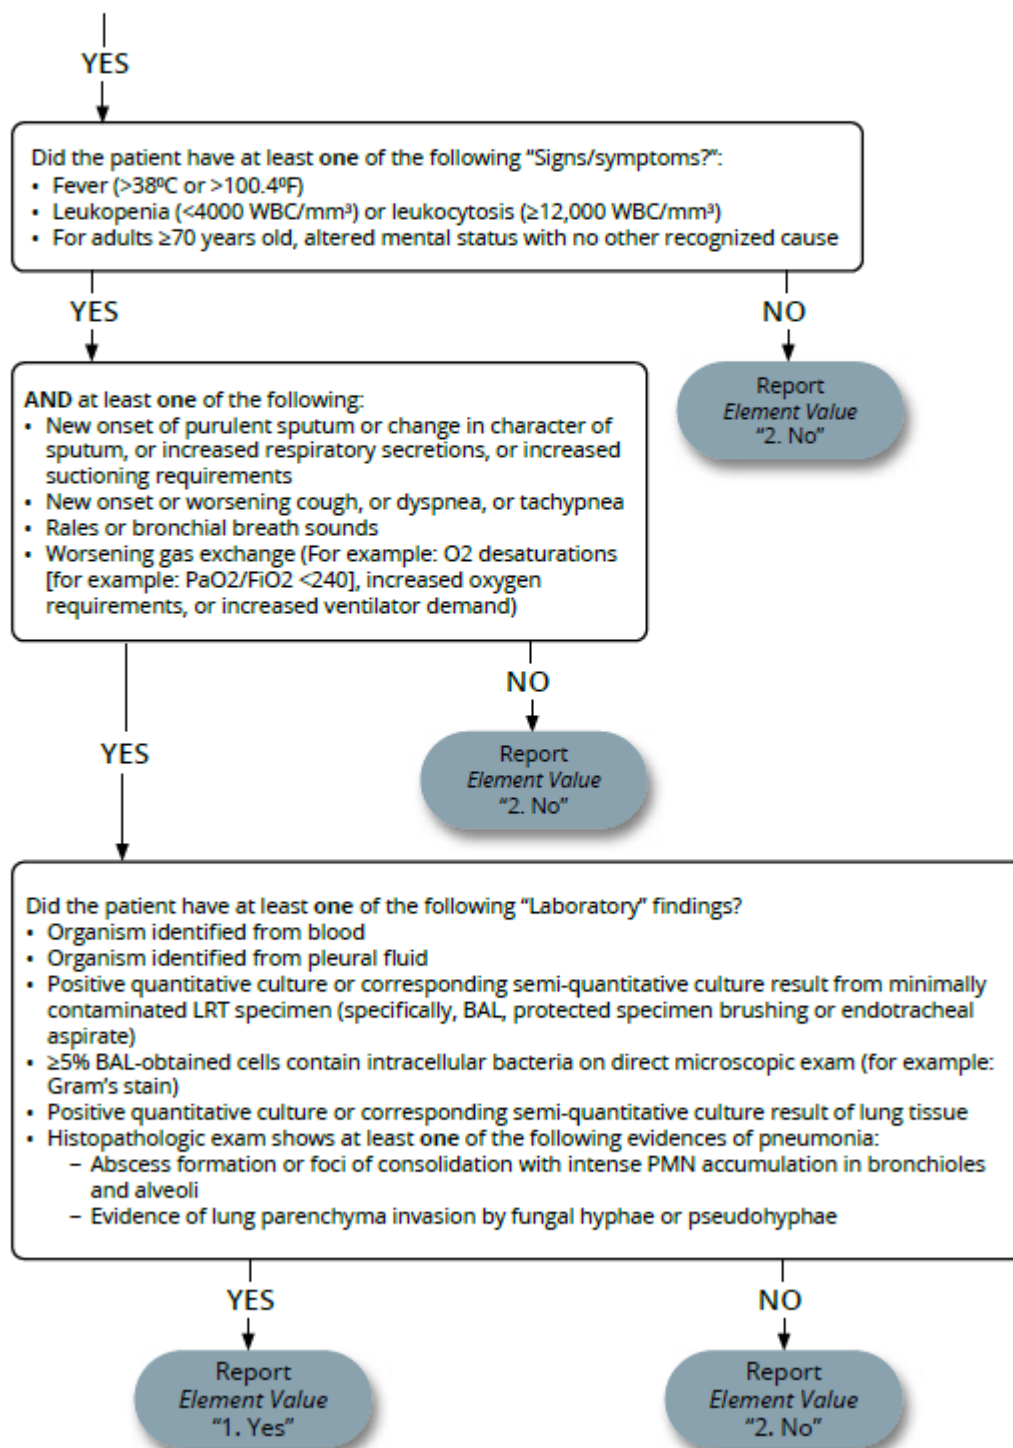 YES
Did the patient have at least one of the following “Signs/symptoms?”:
• Fever (>38⁰C or >100.4⁰F)
• Leukopenia (<4000 WBC/mm³) or leukocytosis (≥12,000 WBC/mm³)
• For adults ≥70 years old, altered mental status with no other recognized cause
YES
NO
Report
Element Value
“2. No”
AND at least one of the following:
• New onset of purulent sputum or change in character of
sputum, or increased respiratory secretions, or increased
suctioning requirements
• New onset or worsening cough, or dyspnea, or tachypnea
• Rales or bronchial breath sounds
• Worsening gas exchange (For example: O2 desaturations
[for example: PaO2/FiO2 <240], increased oxygen
requirements, or increased ventilator demand)
NO
YES
Report
Element Value
“2. No”
Did the patient have at least one of the following “Laboratory” findings?
• Organism identified from blood
• Organism identified from pleural fluid
• Positive quantitative culture or corresponding semi-quantitative culture result from minimally
contaminated LRT specimen (specifically, BAL, protected specimen brushing or endotracheal
aspirate)
• ≥5% BAL-obtained cells contain intracellular bacteria on direct microscopic exam (for example:
Gram’s stain)
• Positive quantitative culture or corresponding semi-quantitative culture result of lung tissue
• Histopathologic exam shows at least one of the following evidences of pneumonia:
– Abscess formation or foci of consolidation with intense PMN accumulation in bronchioles
and alveoli
– Evidence of lung parenchyma invasion by fungal hyphae or pseudohyphae
YES
NO
Report
Element Value
“1. Yes”
Report
Element Value
“2. No”